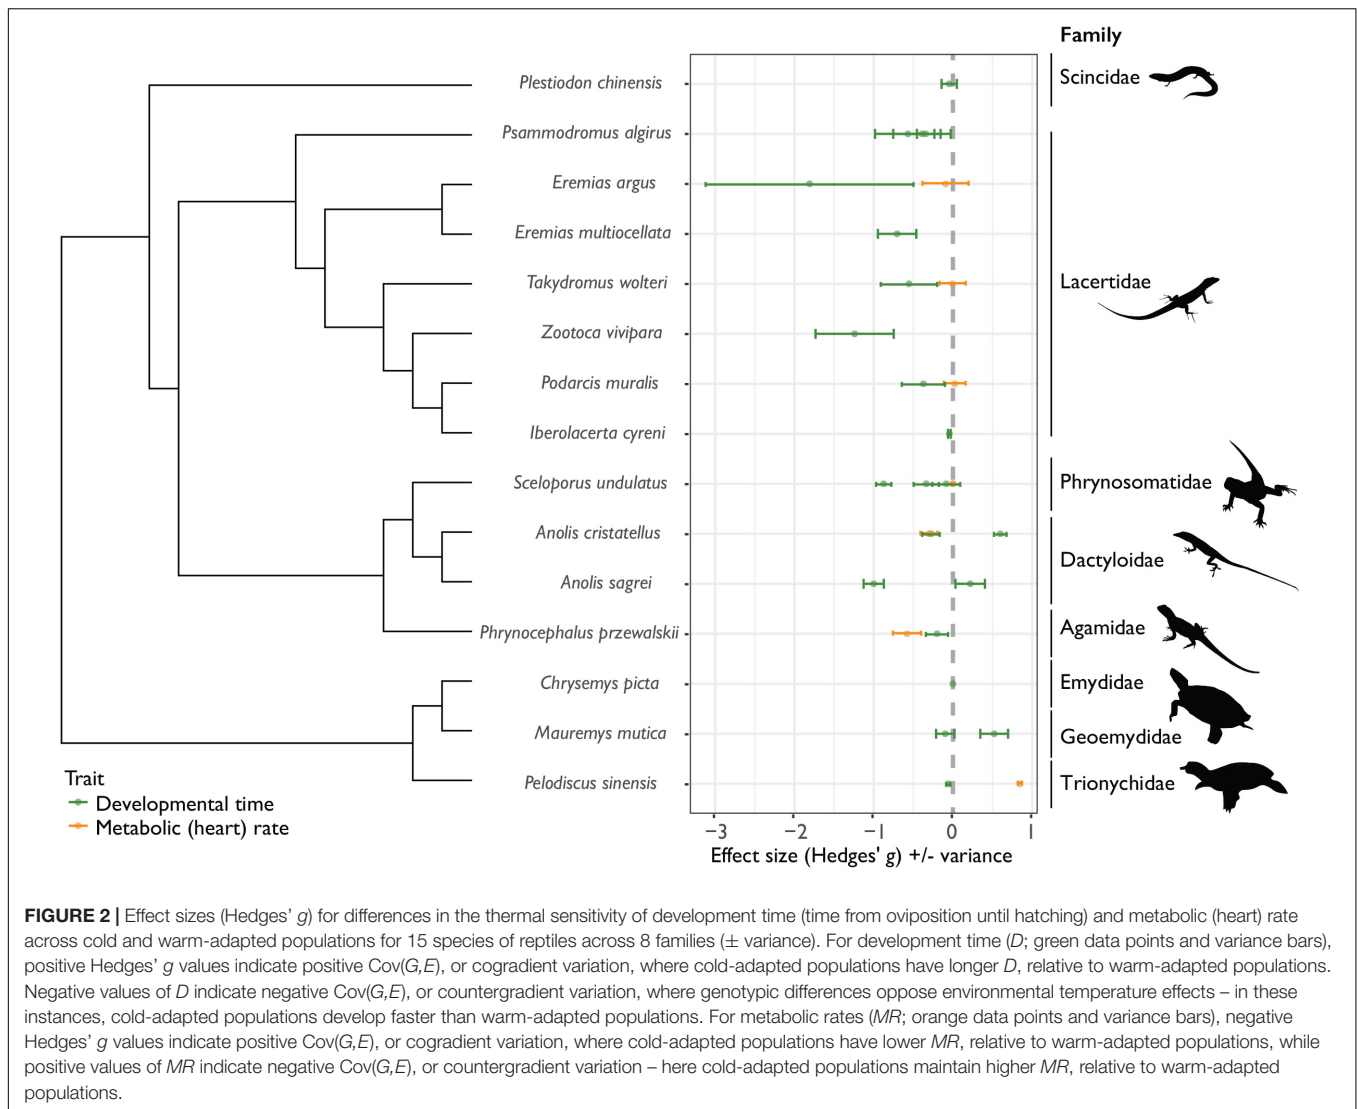 Family
Plestiodon chinensis
Scincidae
Psammodromus algirus
Eremias argus
Eremias multiocellata
Takydromus wolteri
Lacertidae
Zootoca vivipara
Podarcis muralis
Iberolacerta cyreni
Sceloporus undulatus
Phrynosomatidae
Anolis cristatellus
Dactyloidae
Anolis sagrei
Phrynocephalus przewalskii
Agamidae
Chrysemys picta
Emydidae
Mauremys mutica
Geoemydidae
Pelodiscus sinensis
Trionychidae
Trait
Developmental time
Metabolic (heart) rate
−3 −2 −1 0 1
Effect size (Hedges' g) +/- variance
FIGURE 2 | Effect sizes (Hedges’ g) for differences in the thermal sensitivity of development time (time from oviposition until hatching) and metabolic (heart) rate
across cold and warm-adapted populations for 15 species of reptiles across 8 families (± variance). For development time (D; green data points and variance bars),
positive Hedges’ g values indicate positive Cov(G,E), or cogradient variation, where cold-adapted populations have longer D, relative to warm-adapted populations.
Negative values of D indicate negative Cov(G,E), or countergradient variation, where genotypic differences oppose environmental temperature effects – in these
instances, cold-adapted populations develop faster than warm-adapted populations. For metabolic rates (MR; orange data points and variance bars), negative
Hedges’ g values indicate positive Cov(G,E), or cogradient variation, where cold-adapted populations have lower MR, relative to warm-adapted populations, while
positive values of MR indicate negative Cov(G,E), or countergradient variation – here cold-adapted populations maintain higher MR, relative to warm-adapted
populations.